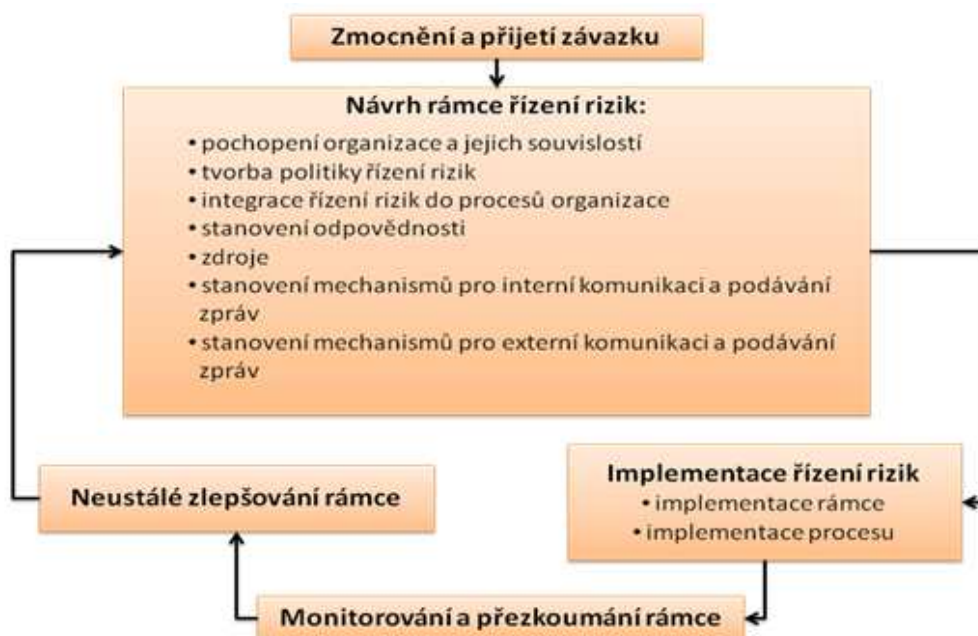 Zmocnění a přijetí závazku
Návrh rámce řízení rizik:
• pochopení organizace a jejich souvislostí
• tvorba politiky řízení rizik
• integrace řízení rizik do procesů organizace
• stanovení odpovědnosti
• zdroje
• stanovení mechanismů pro interní komunikaci a podávání
zpráv
• stanovení mechanismů pro externí komunikaci a podávání
zpráv
Implementace řízení rizik
• implementace rámce
• implementace procesu
Monitorování a přezkoumání rámce
Neustálé zlepšování rámce